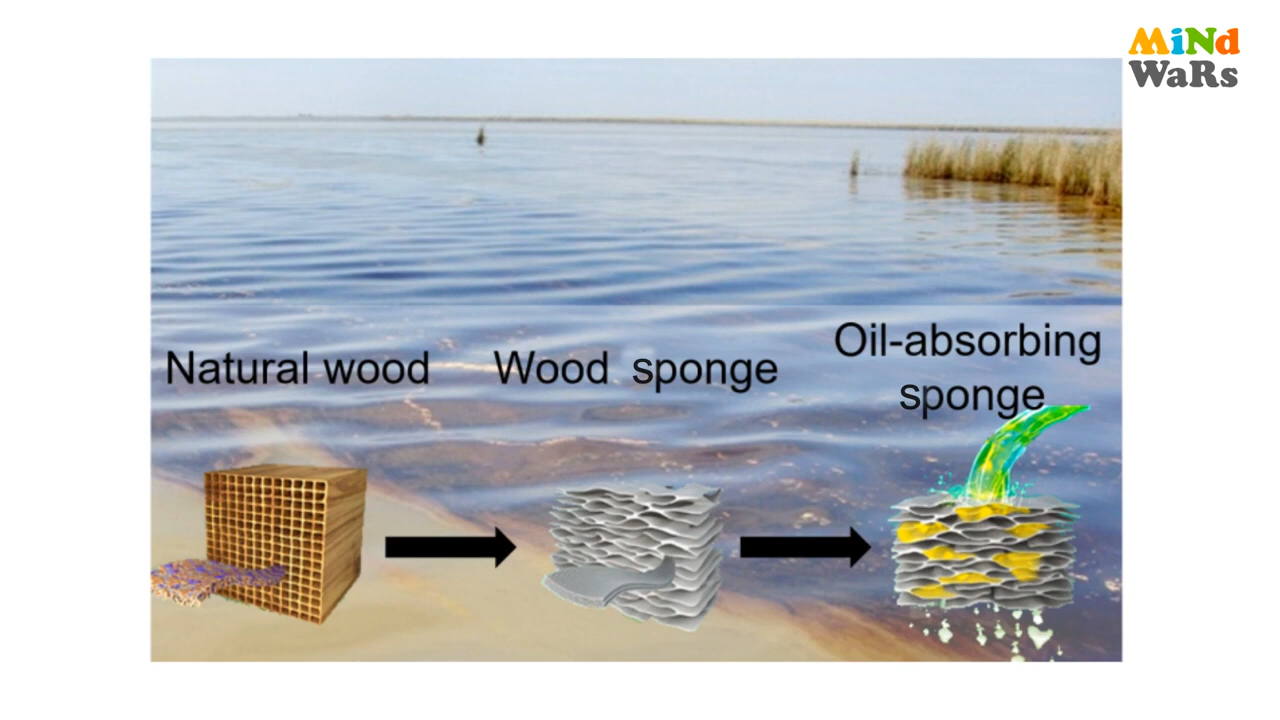 MiNd
WaRs
Natural wood
Wood sponge
Oil-absorbing
sponge